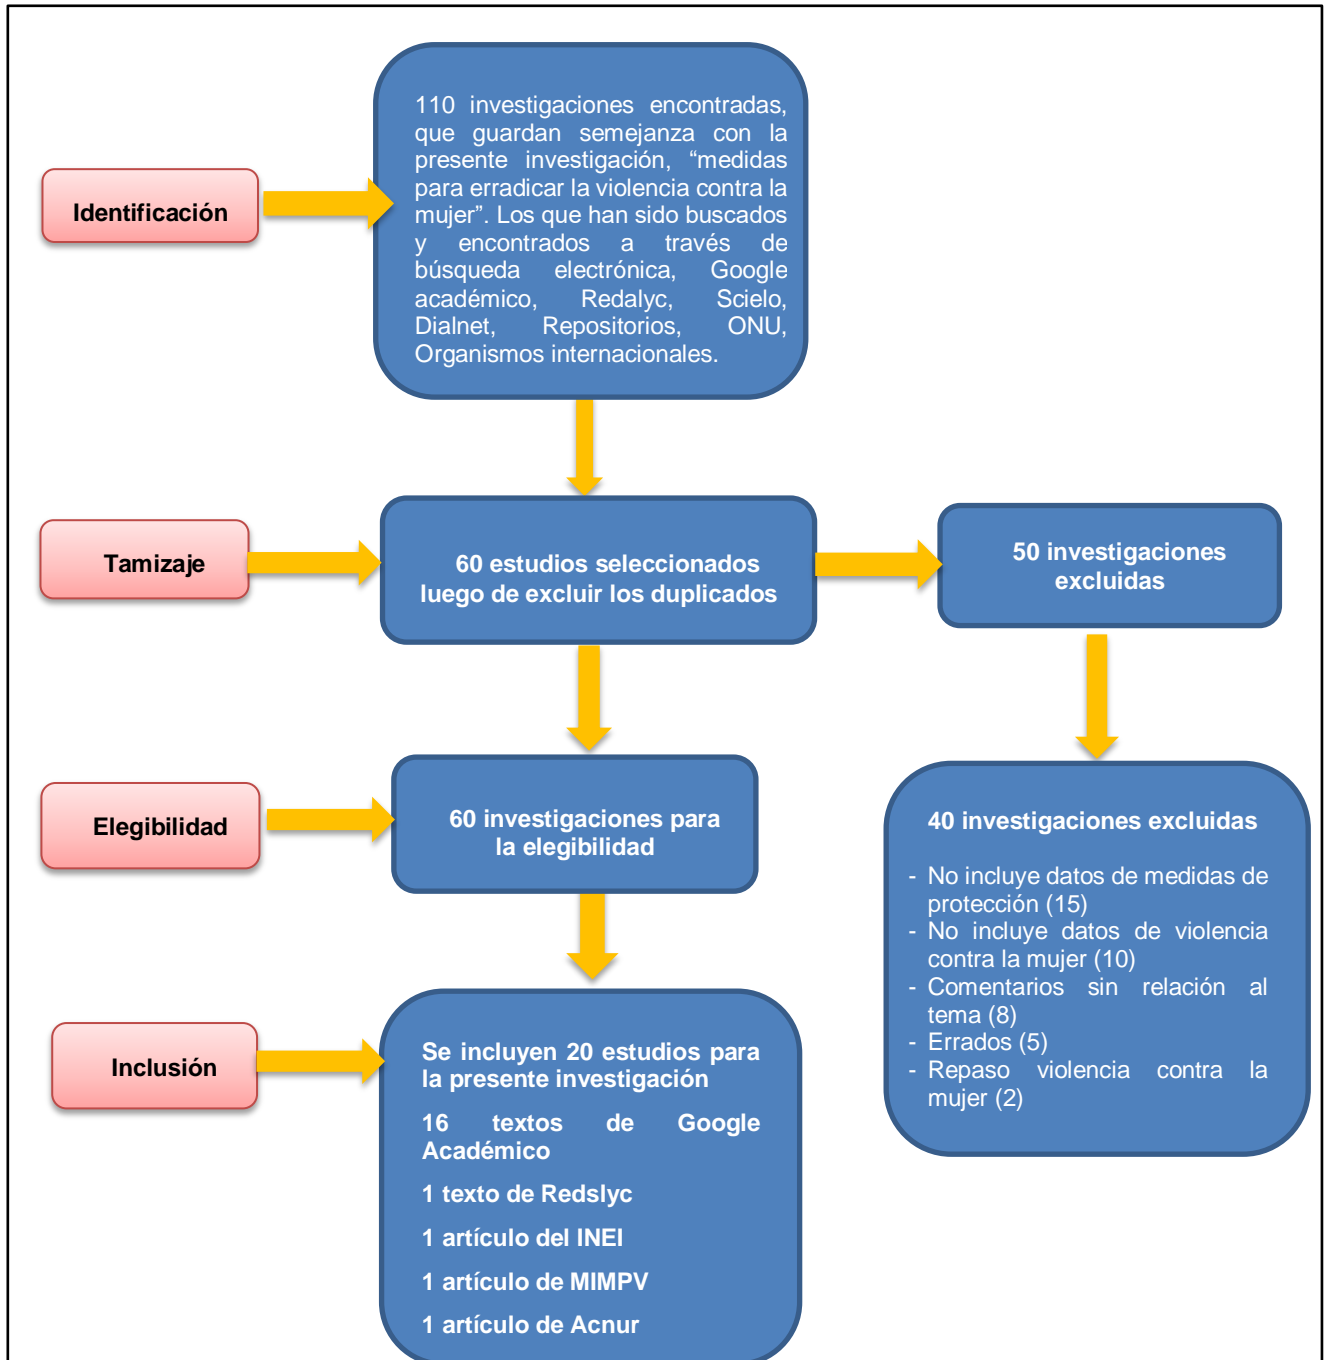 110 investigaciones encontradas,
que guardan semejanza con la
presente investigación, “medidas
para erradicar la violencia contra la
mujer”. Los que han sido buscados
y encontrados a través de
búsqueda electrónica, Google
académico, Redalyc, Scielo,
Dialnet, Repositorios, ONU,
Organismos internacionales.
Identificación
Tamizaje
60 estudios seleccionados
luego de excluir los duplicados
50 investigaciones
excluidas
Elegibilidad
60 investigaciones para
la elegibilidad
40 investigaciones excluidas
- No incluye datos de medidas de
protección (15)
- No incluye datos de violencia
contra la mujer (10)
- Comentarios sin relación al
tema (8)
- Errados (5)
- Repaso violencia contra la
mujer (2)
Inclusión
Se incluyen 20 estudios para
la presente investigación
16 textos de Google
Académico
1 texto de Redslyc
1 artículo del INEI
1 artículo de MIMPV
1 artículo de Acnur